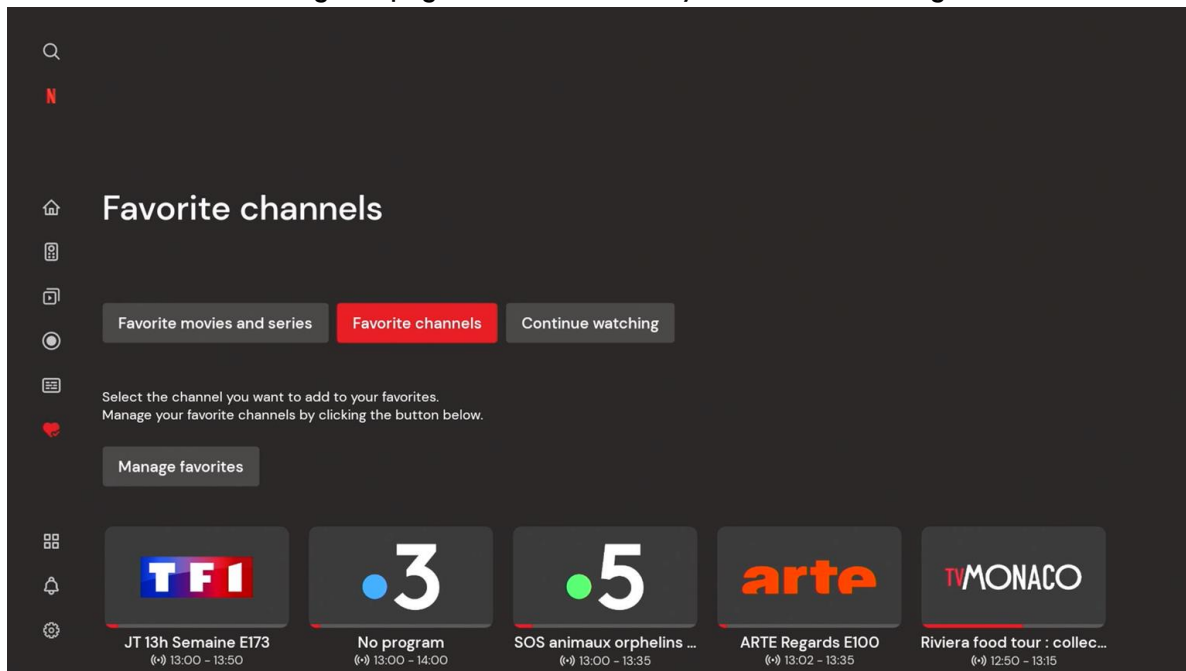 N
Favorite channels
Favorite movies and series
Favorite channels
Continue watching
Select the channel you want to add to your favorites.
Manage your favorite channels by clicking the button below.
Manage favorites
TF1
3
5
arte
TVMONACO
JT 13h Semaine E173
No program
SOS animaux orphelins ...
ARTE Regards E100
Riviera food tour : collec...
13:00 - 13:50
13:00 - 14:00
13:00 - 13:35
13:02 - 13:35
12:50 - 13:15